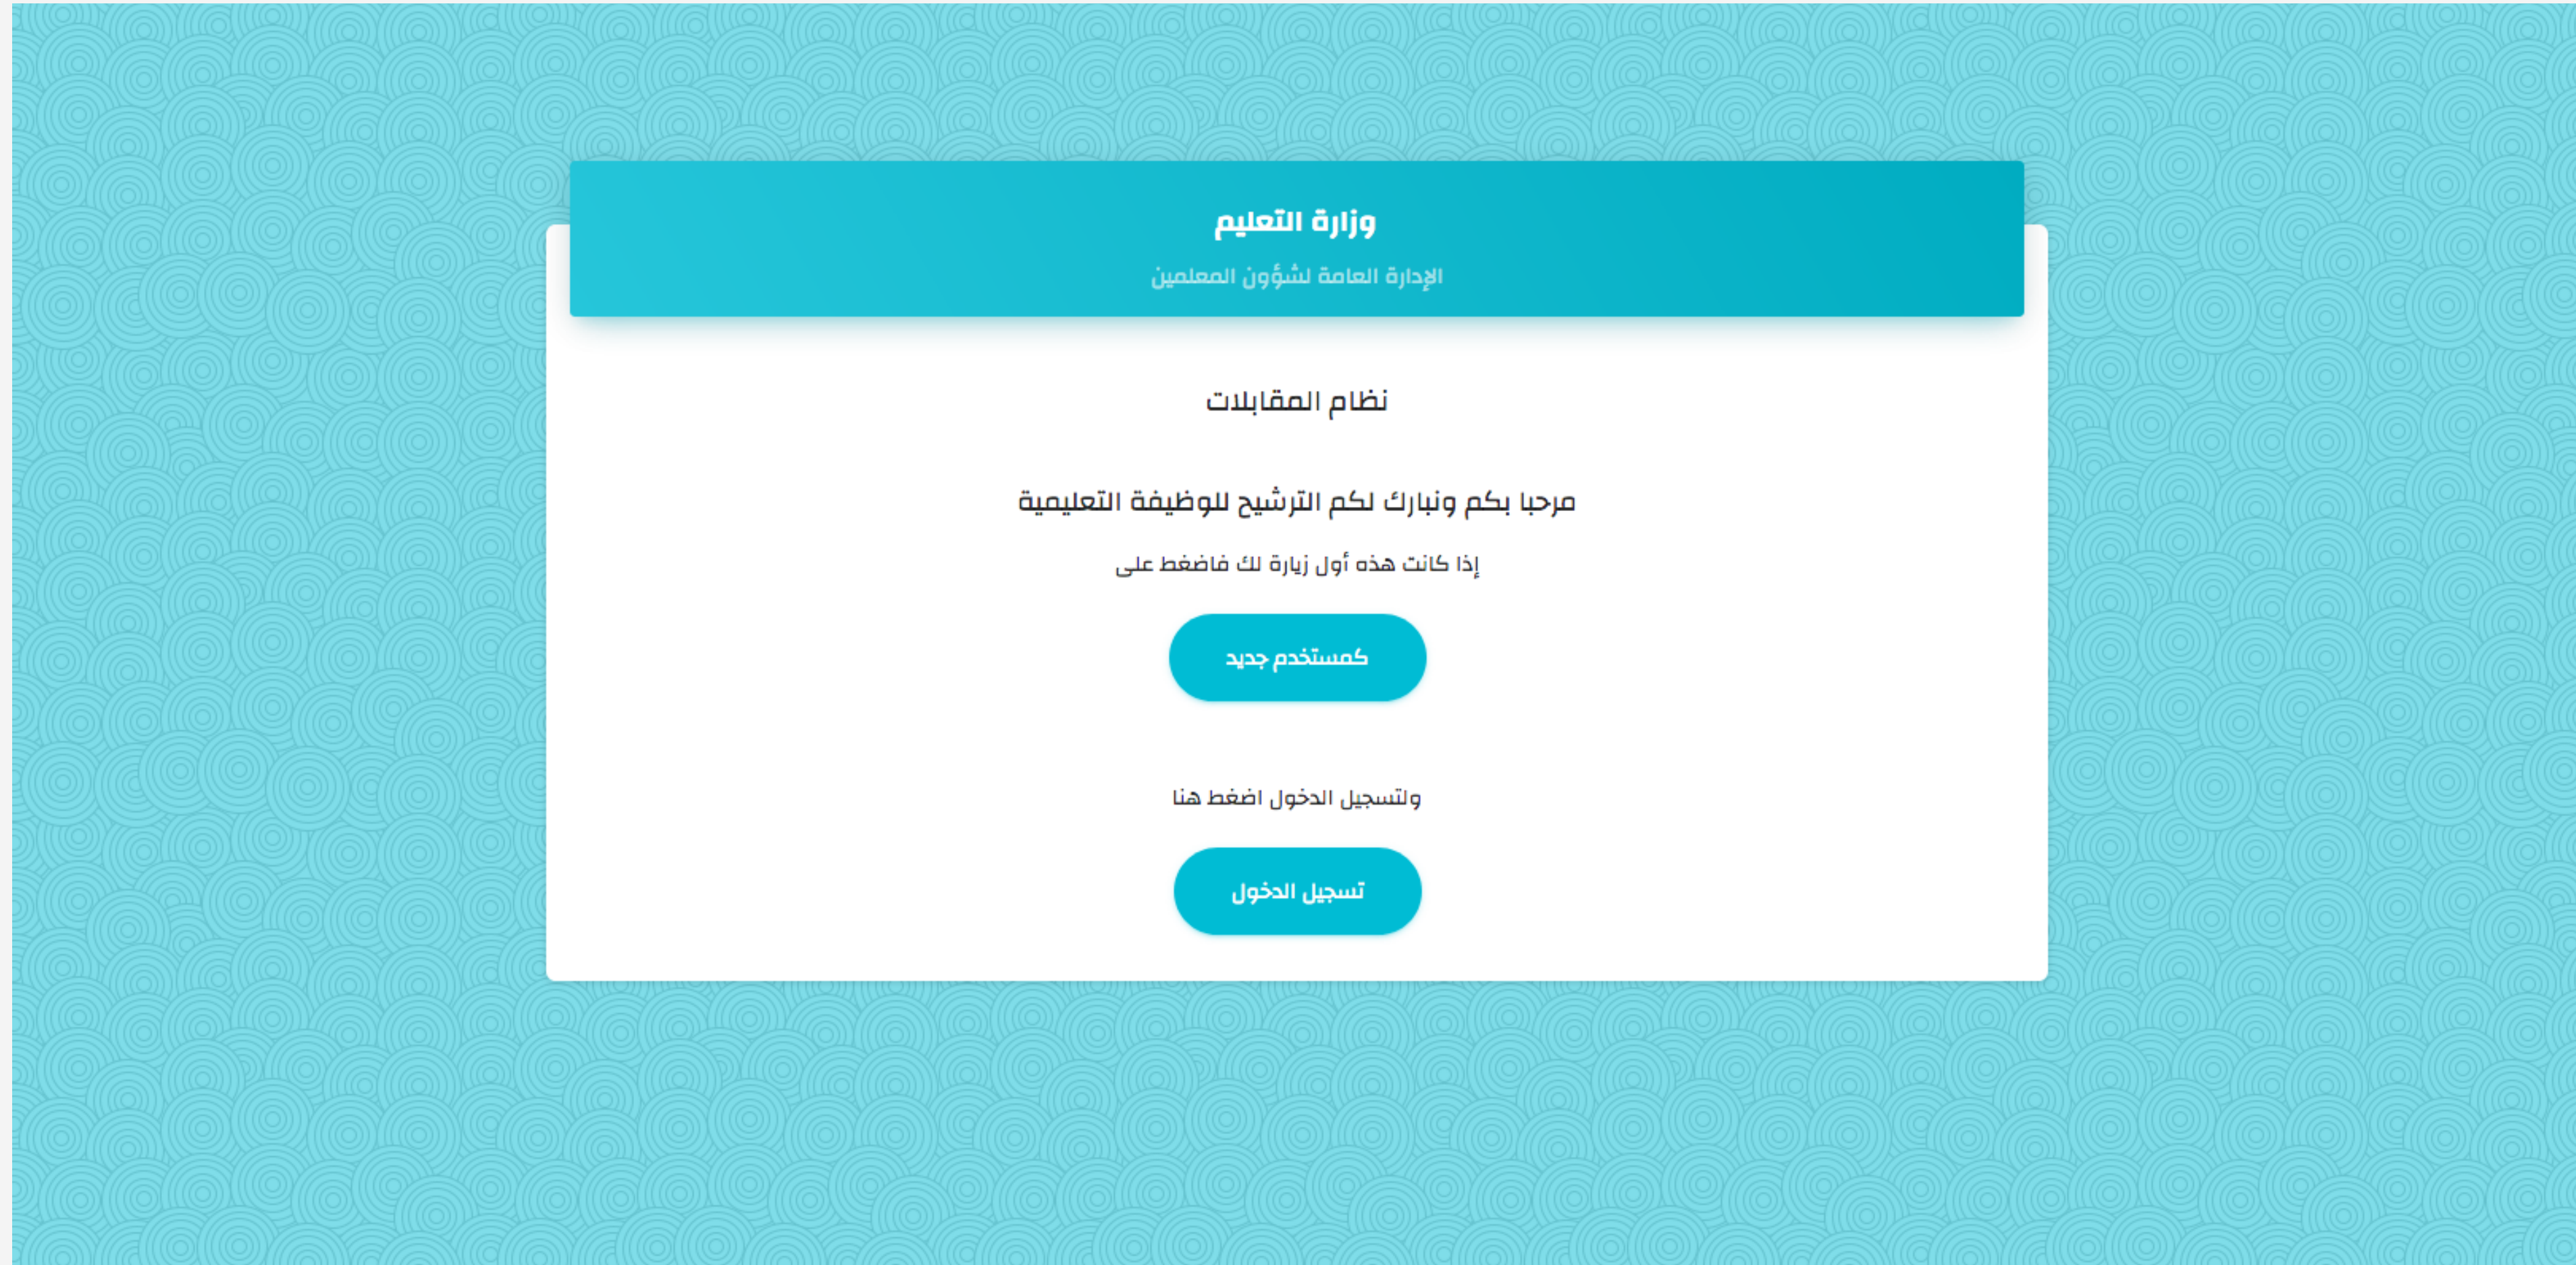 وزارة التعليم
الإدارة العامة لشؤون المعلمين
نظام المقابلات
مرحبا بكم ونبارك لكم الترشيح للوظيفة التعليمية
إذا كانت هذه أول زيارة لك فاضغط على
كمستخدم جديد
ولتسجيل الدخول اضغط هنا
تسجيل الدخول